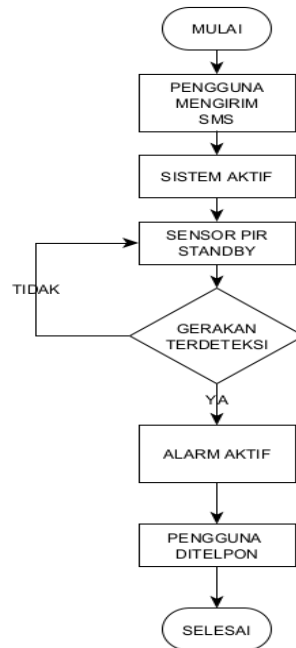 MULAI
PENGGUNA
MENGIRIM
SMS
SISTEM AKTIF
SENSOR PIR
STANDBY
TIDAK
GERAKAN
TERDETEKSI
YA
ALARM AKTIF
PENGGUNA
DITELPON
SELESAI